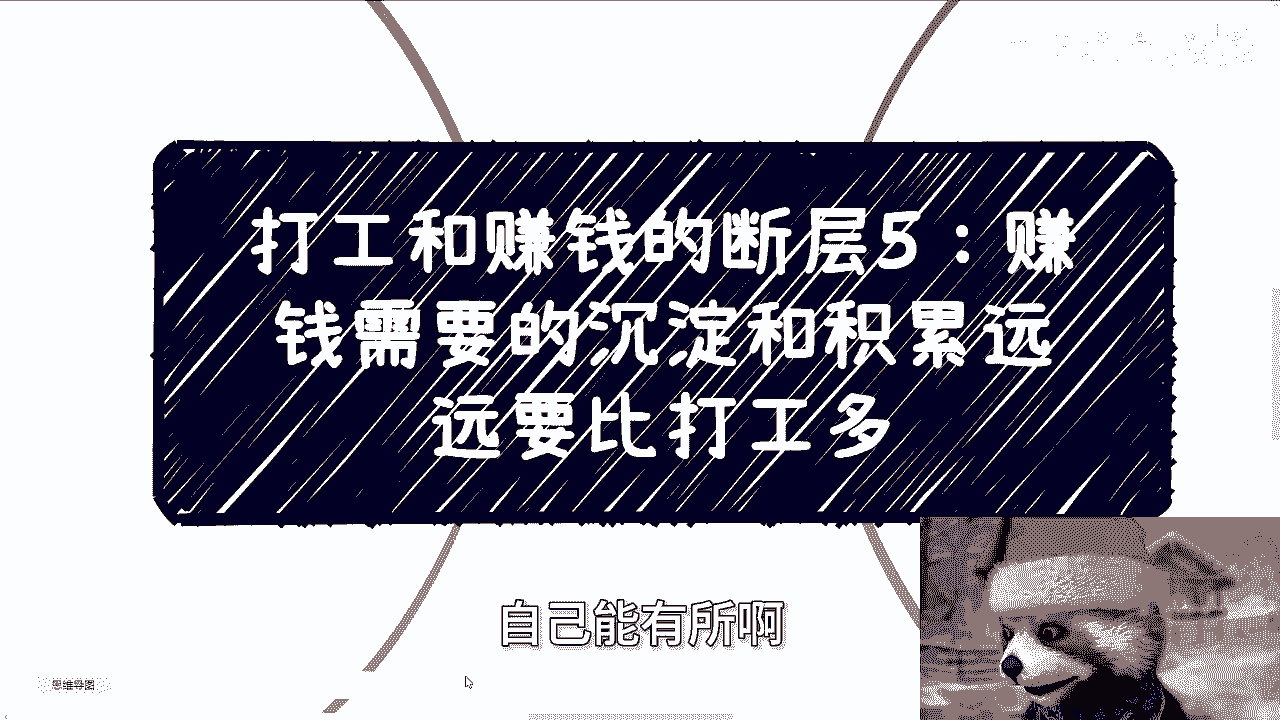 打工和赚钱的断层5：赚
钱需要的沉淀和积累远
远要比打工多
自己能有所啊
思维导图